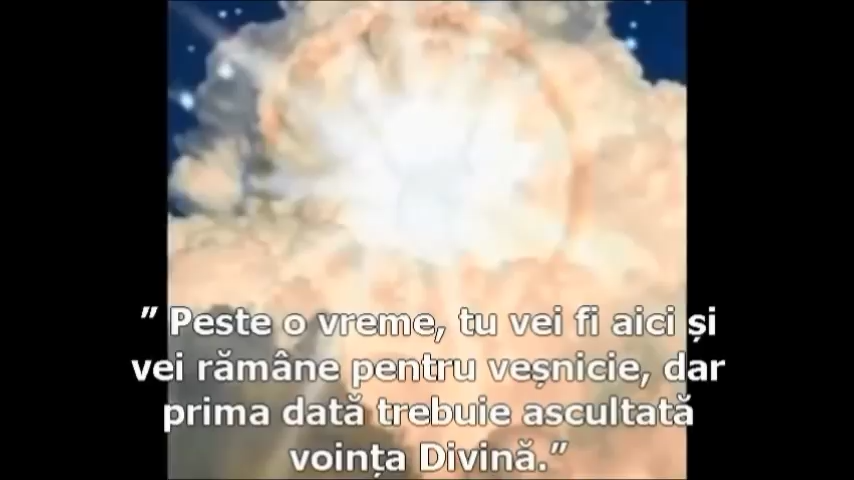 ” Peste o vreme, tu vei fi aici și
vei rămâne pentru veșnicie, dar
prima dată trebuie ascultată
voința Divină.”